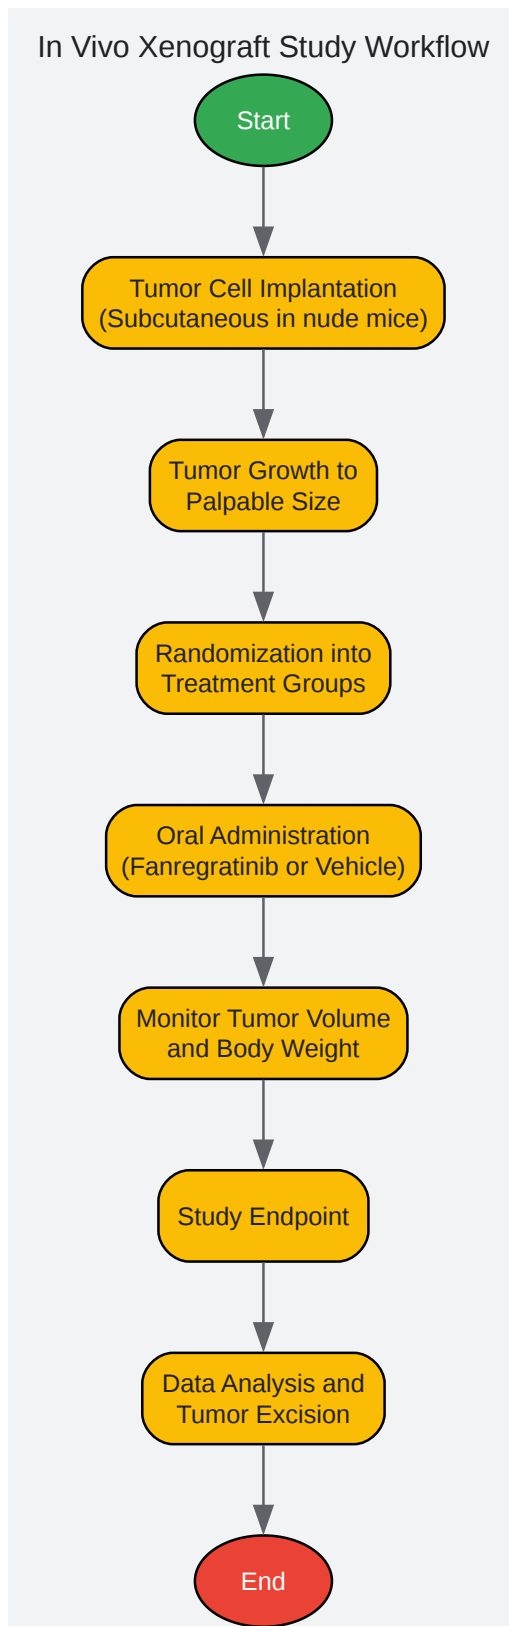 In Vivo Xenograft Study Workflow
Start
Tumor Cell Implantation
(Subcutaneous in nude mice)
Tumor Growth to
Palpable Size
Randomization into
Treatment Groups
Oral Administration
(Fanregratinib or Vehicle)
Monitor Tumor Volume
and Body Weight
Study Endpoint
Data Analysis and
Tumor Excision
End